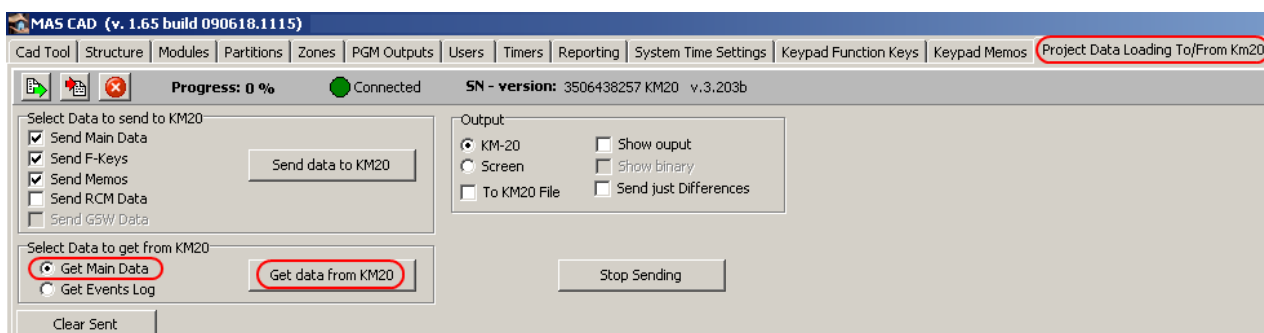 MAS CAD (v. 1.65 build 090618.1115)
Cad Tool Structure Modules Partitions Zones PGM Outputs Users Timers Reporting System Time Settings Keypad Function Keys Keypad Memos Project Data Loading To/From Km20
Progress: 0 % Connected SN - version: 3506438257 KM20 v.3.203b
Select Data to send to KM20
Send Main Data
Send F-Keys
Send Memos
Send RCM Data
Send GSW Data
Send data to KM20
Output
KM-20
Screen
To KM20 File
Show ouput
Show binary
Send just Differences
Select Data to get from KM20
Get Main Data
Get Events Log
Get data from KM20
Stop Sending
Clear Sent